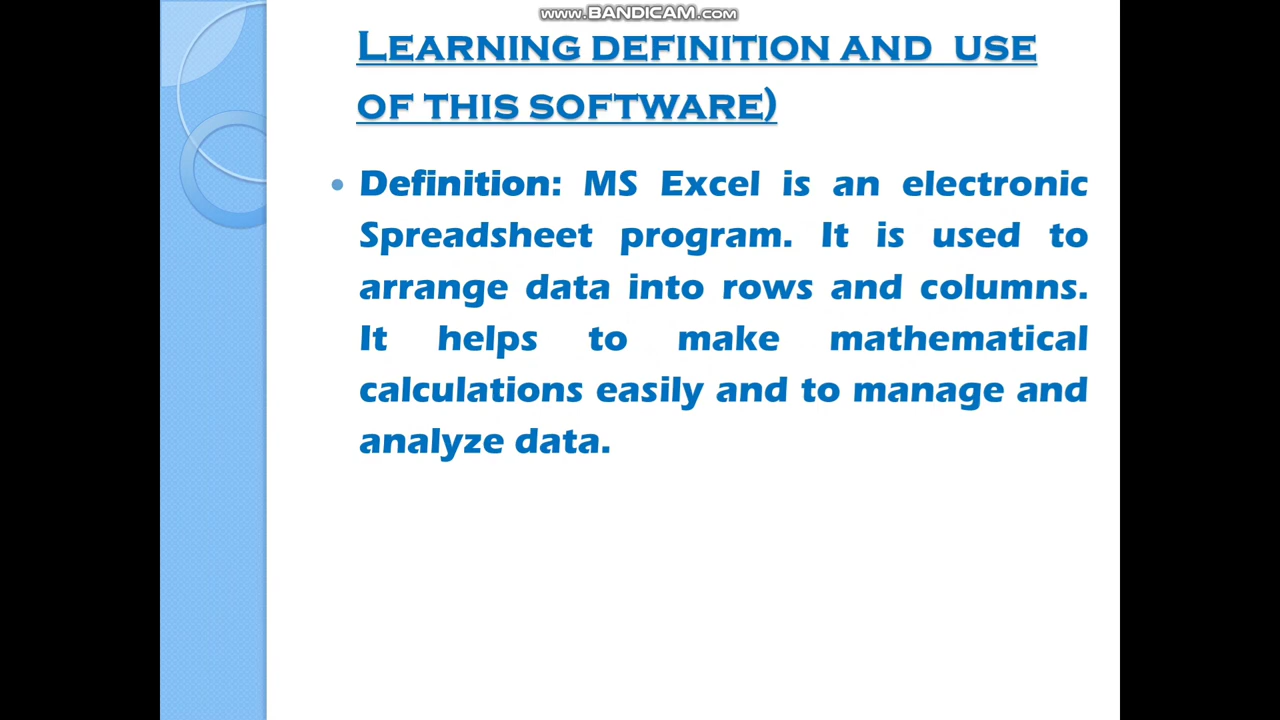 www.BANDICAM.com
LEARNING DEFINITION AND USE
OF THIS SOFTWARE)
• Definition: MS Excel is an electronic
Spreadsheet program. It is used to
arrange data into rows and columns.
It helps to make mathematical
calculations easily and to manage and
analyze data.